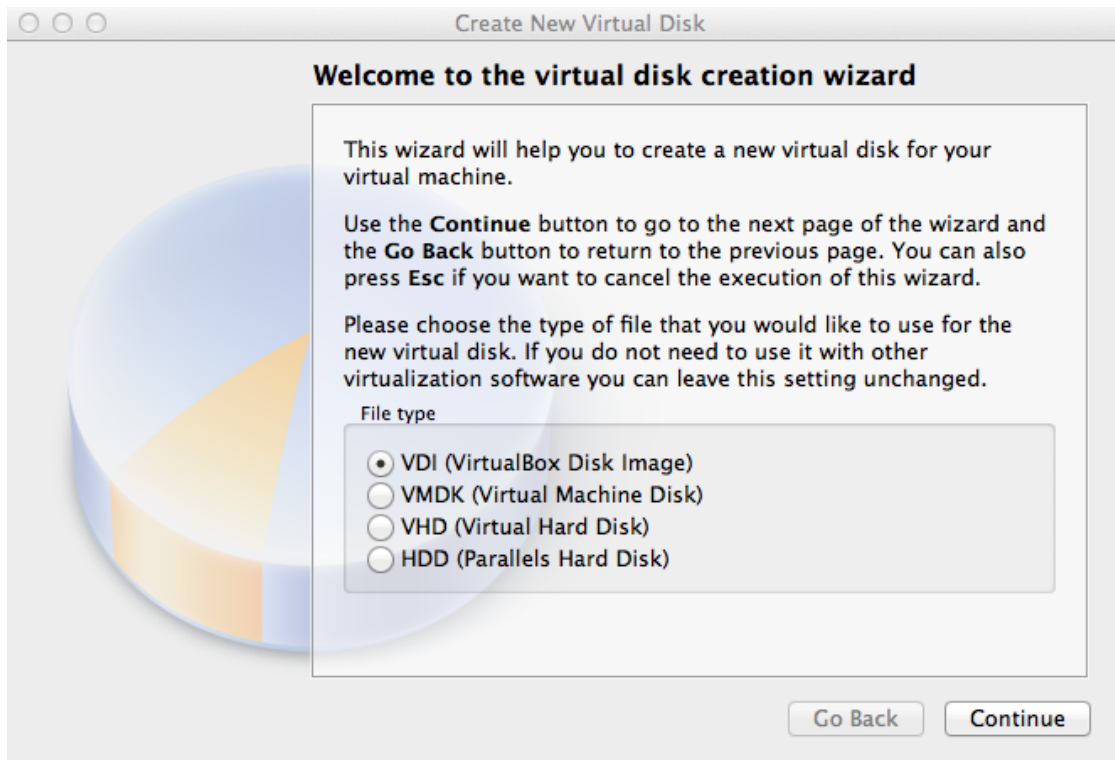 Create New Virtual Disk
Welcome to the virtual disk creation wizard
This wizard will help you to create a new virtual disk for your
virtual machine.
Use the Continue button to go to the next page of the wizard and
the Go Back button to return to the previous page. You can also
press Esc if you want to cancel the execution of this wizard.
Please choose the type of file that you would like to use for the
new virtual disk. If you do not need to use it with other
virtualization software you can leave this setting unchanged.
File type
VDI (VirtualBox Disk Image)
VMDK (Virtual Machine Disk)
VHD (Virtual Hard Disk)
HDD (Parallels Hard Disk)
Go Back
Continue